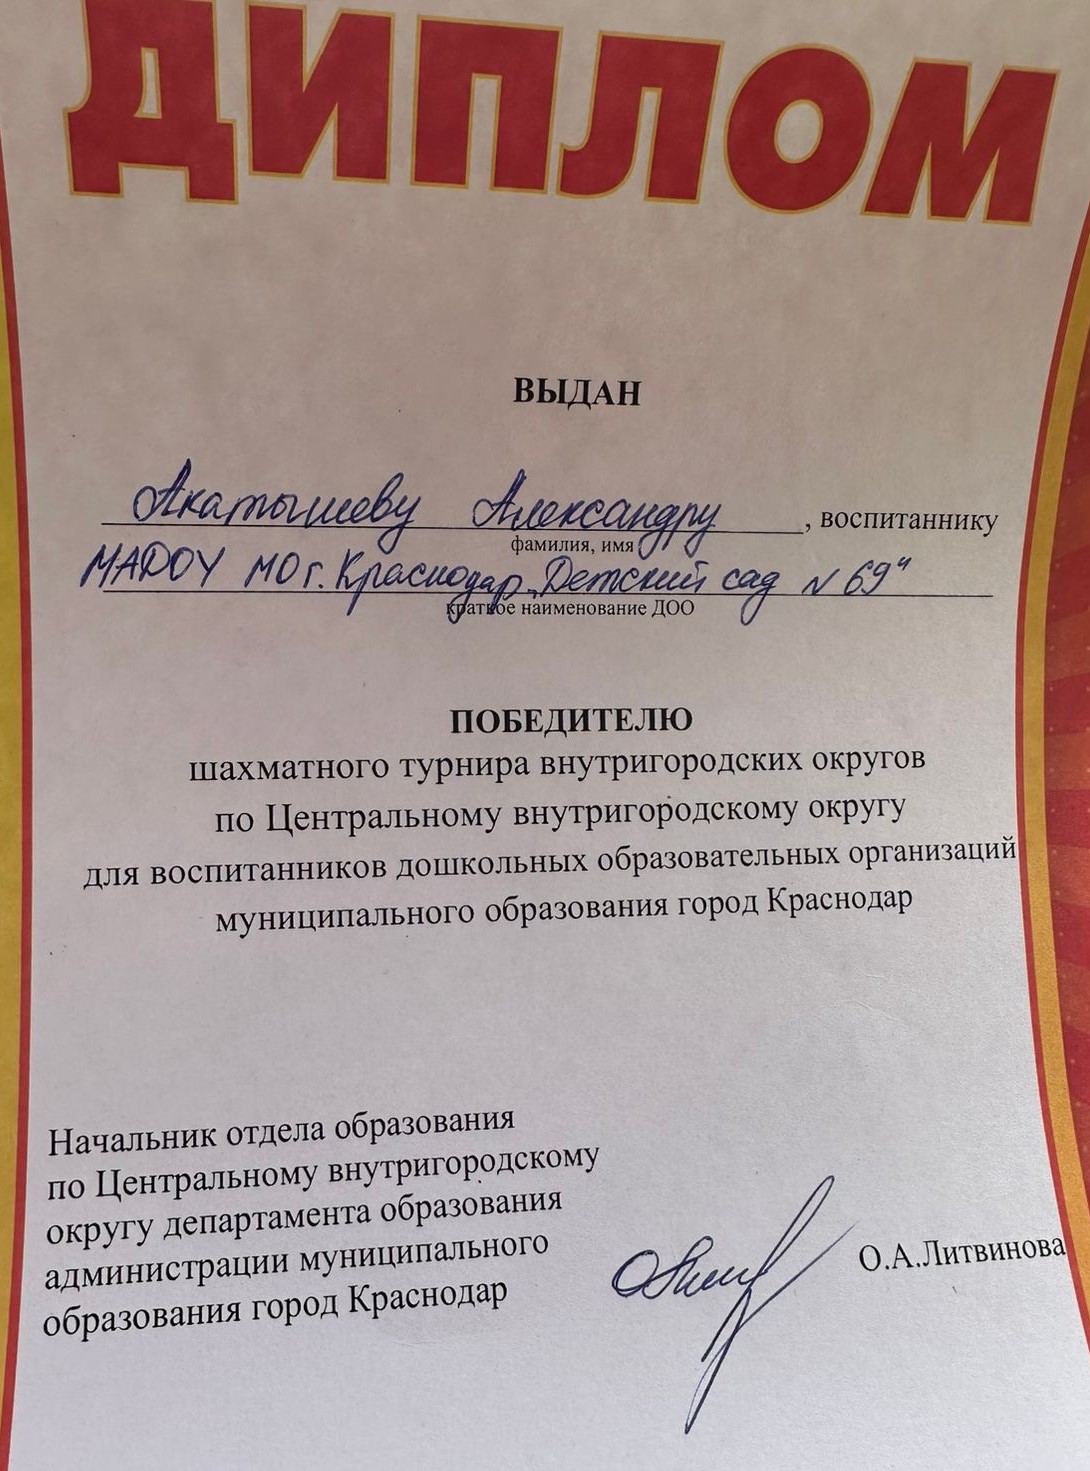 ДИПЛОМ
ВЫДАН
Акатышеву Александру, воспитаннику
фамилия, имя
МАДОУ МО г. Краснодар „Детский сад № 69"
краткое наименование ДОО
ПОБЕДИТЕЛЮ
шахматного турнира внутригородских округов
по Центральному внутригородскому округу
для воспитанников дошкольных образовательных организаций
муниципального образования город Краснодар
Начальник отдела образования
по Центральному внутригородскому
округу департамента образования
администрации муниципального
образования город Краснодар
О.А.Литвинова